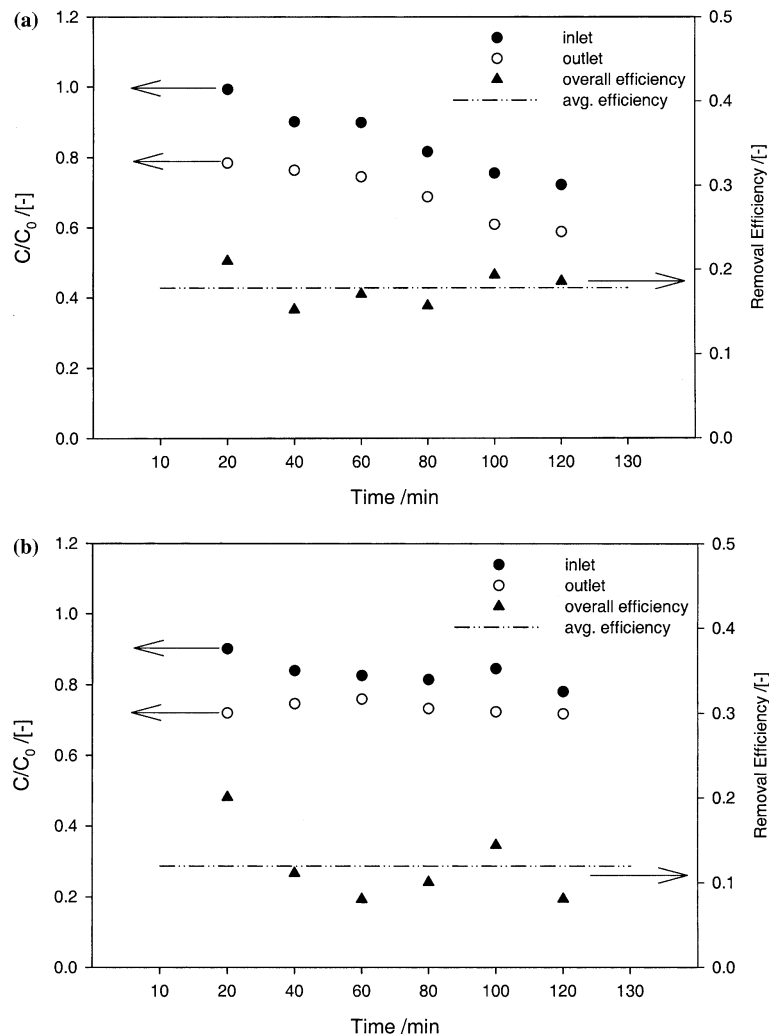 (a)
1.2
1.0
0.8
0.6
0.4
0.2
0.0
C/C₀ /[-]
inlet
outlet
overall efficiency
avg. efficiency
0.5
0.4
0.3
0.2
0.1
0.0
Removal Efficiency /[-]
10 20 40 60 80 100 120 130
Time /min
(b)
1.2
1.0
0.8
0.6
0.4
0.2
0.0
C/C₀ /[-]
inlet
outlet
overall efficiency
avg. efficiency
0.5
0.4
0.3
0.2
0.1
0.0
Removal Efficiency /[-]
10 20 40 60 80 100 120 130
Time /min